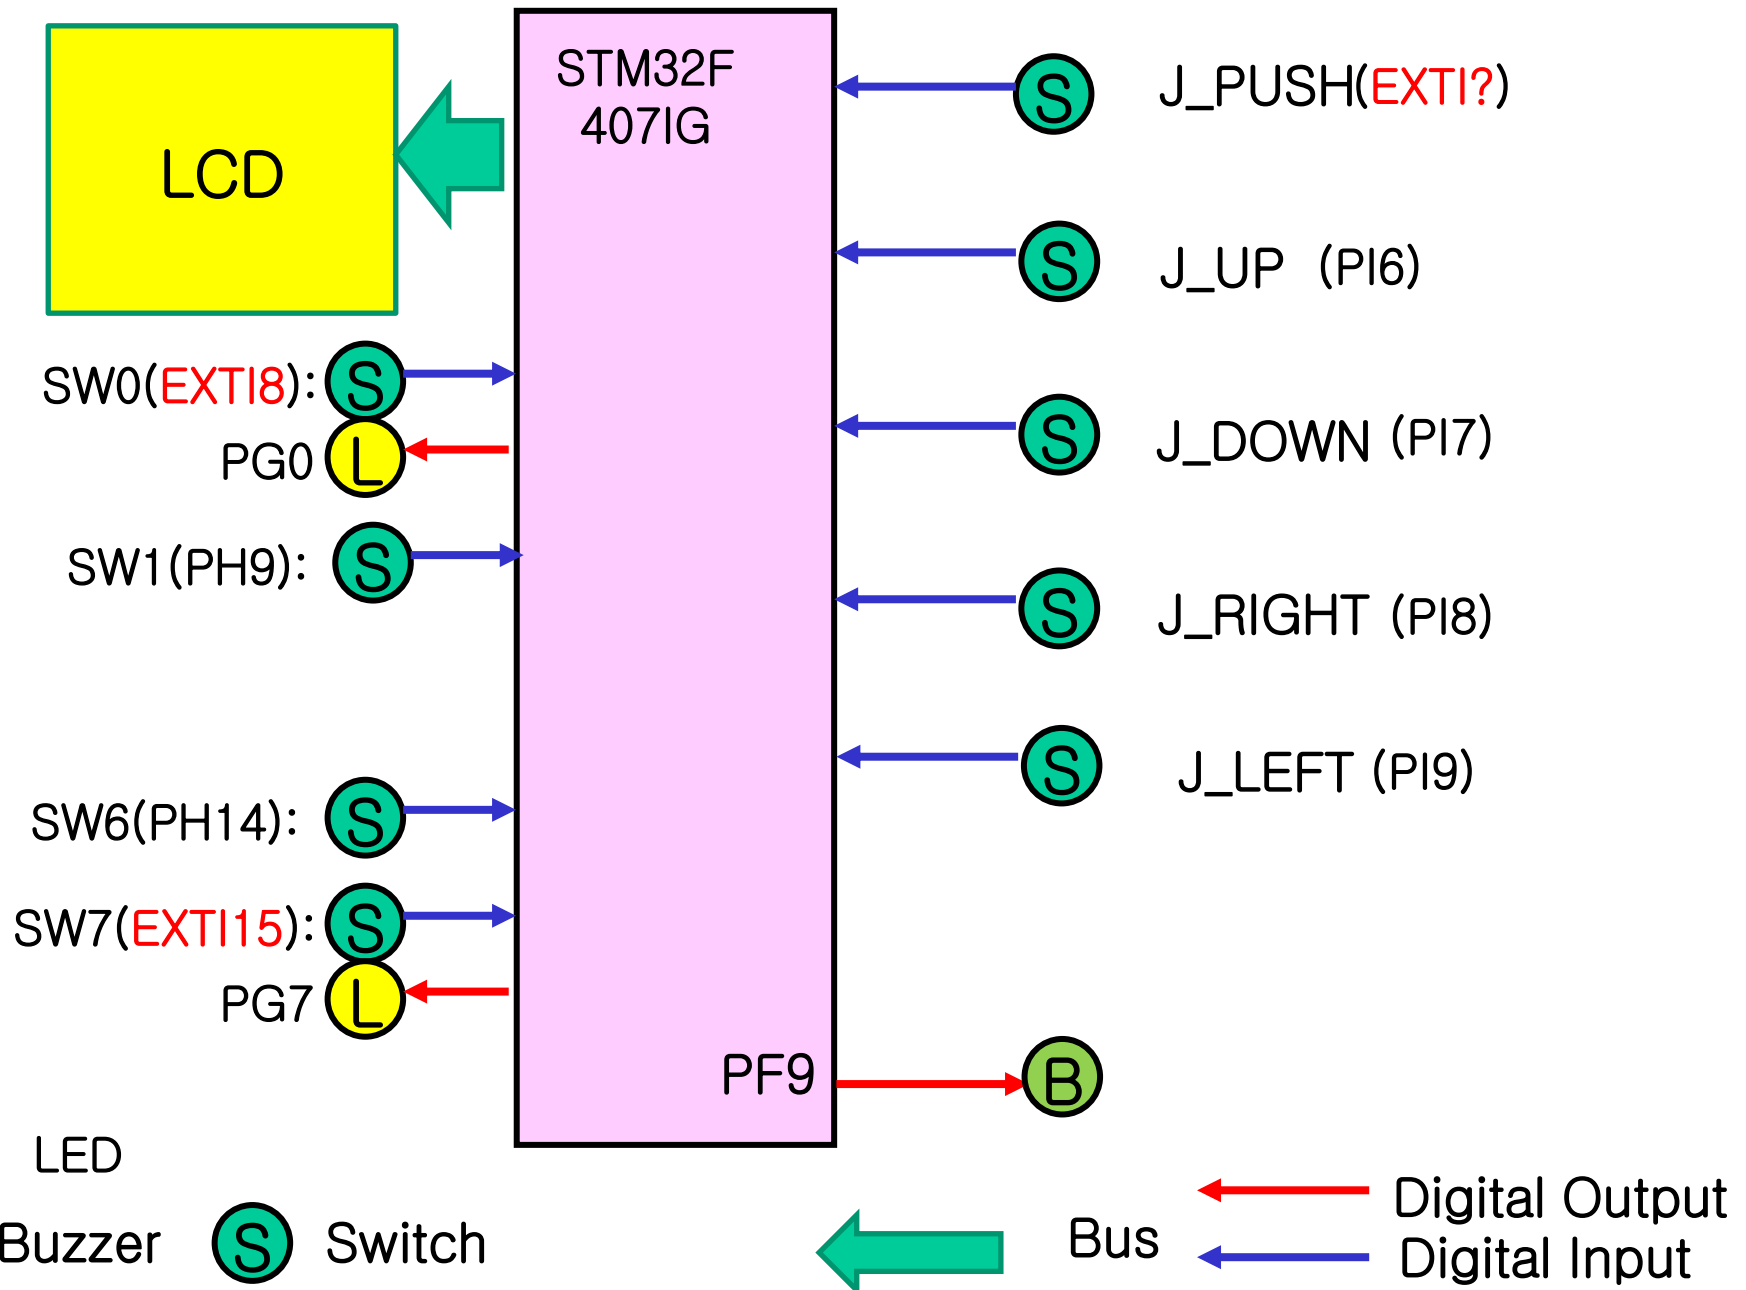 STM32F
407IG
LCD
J_PUSH(EXTI?)
J_UP (PI6)
SW0(EXTI8): S
PG0 L
J_DOWN (PI7)
SW1(PH9): S
J_RIGHT (PI8)
J_LEFT (PI9)
SW6(PH14): S
SW7(EXTI15): S
PG7 L
PF9
B
S
S
S
S
S
LED
Buzzer
S Switch
Bus
Digital Output
Digital Input